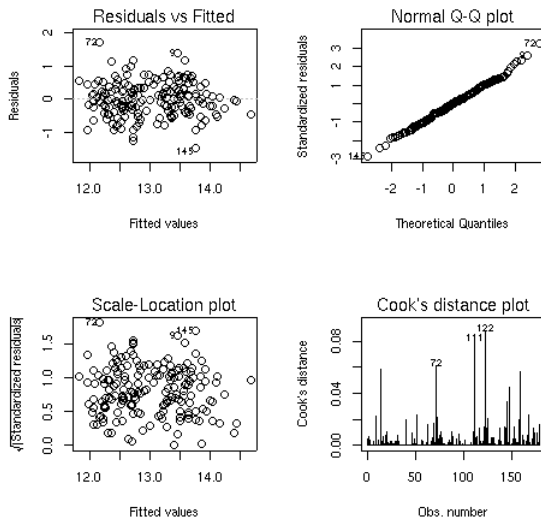 Residuals vs Fitted
Residuals
2
1
0
-1
72
9
145
12.0 13.0 14.0
Fitted values
Normal Q-Q plot
Standardized residuals
3
1
-1
-3
72
9
145
-2 -1 0 1 2
Theoretical Quantiles
Scale-Location plot
√|Standardized residuals|
1.5
1.0
0.5
0.0
72
9
145
12.0 13.0 14.0
Fitted values
Cook's distance plot
Cook's distance
0.08
0.04
0.00
72
111
122
0 50 100 150
Obs. number